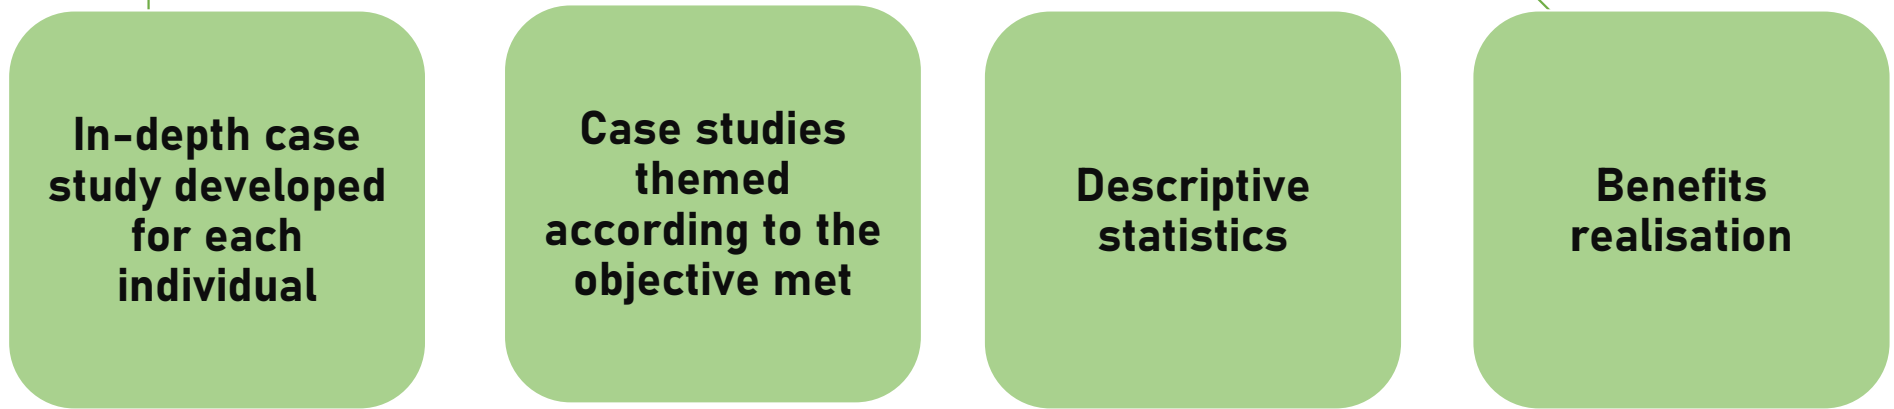 In-depth case
study developed
for each
individual
Case studies
themed
according to the
objective met
Descriptive
statistics
Benefits
realisation